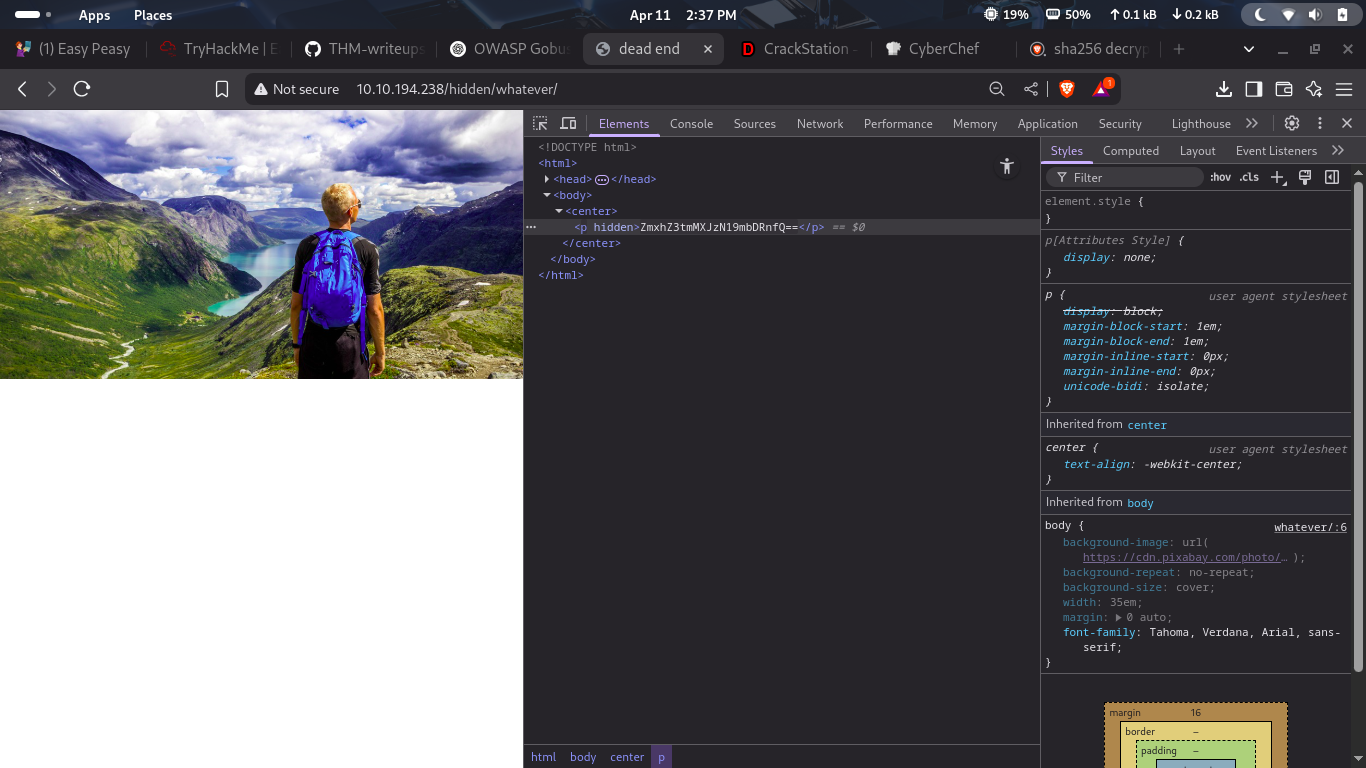 Apps Places Apr 11 2:37 PM 19% 50% ↑ 0.1 kB ↓ 0.2 kB
(1) Easy Peasy TryHackMe | E THM-writeups OWASP Gobus dead end × CrackStation - CyberChef sha256 decryp +
Not secure 10.10.194.238/hidden/whatever/ 1
Elements Console Sources Network Performance Memory Application Security Lighthouse
<!DOCTYPE html>
<html>
<head> ⋯ </head>
<body>
<center>
<p hidden>ZmxhZ3tmMXJzN19mbDRnfQ==</p> == $0
</center>
</body>
</html>
html body center p
Styles Computed Layout Event Listeners
Filter :hov .cls
element.style {
}
p[Attributes Style] {
display: none;
}
p { user agent stylesheet
display: block;
margin-block-start: 1em;
margin-block-end: 1em;
margin-inline-start: 0px;
margin-inline-end: 0px;
unicode-bidi: isolate;
}
Inherited from center
center { user agent stylesheet
text-align: -webkit-center;
}
Inherited from body
body { whatever/:6
background-image: url(
https://cdn.pixabay.com/photo/… );
background-repeat: no-repeat;
background-size: cover;
width: 35em;
margin: 0 auto;
font-family: Tahoma, Verdana, Arial, sans-
serif;
}
margin 16
border –
padding –